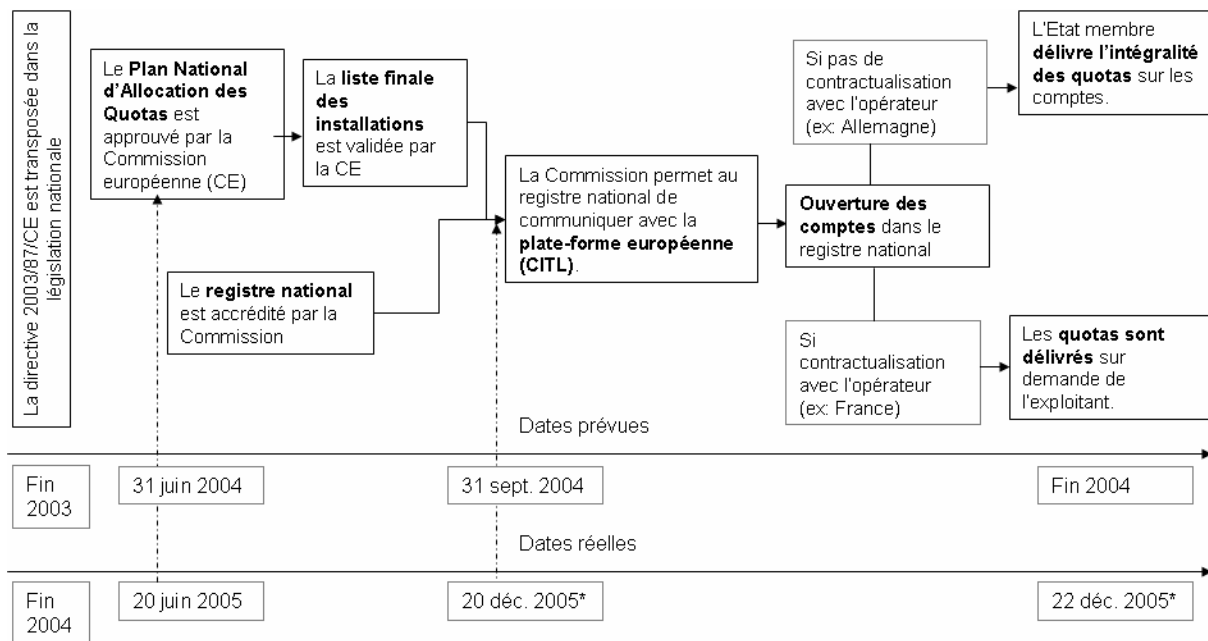 La directive 2003/87/CE est transposée dans la
législation nationale
Le Plan National
d'Allocation des
Quotas est
approuvé par la
Commission
européenne (CE)
La liste finale
des
installations
est validée par
la CE
Le registre national
est accrédité par la
Commission
La Commission permet au
registre national de
communiquer avec la
plate-forme européenne
(CITL).
Si pas de
contractualisation
avec l'opérateur
(ex: Allemagne)
L'Etat membre
délivre l'intégralité
des quotas sur les
comptes.
Ouverture des
comptes dans le
registre national
Si
contractualisation
avec l'opérateur
(ex: France)
Les quotas sont
délivrés sur
demande de
l'exploitant.
Dates prévues
Fin
2003
31 juin 2004
31 sept. 2004
Fin 2004
Dates réelles
Fin
2004
20 juin 2005
20 déc. 2005*
22 déc. 2005*